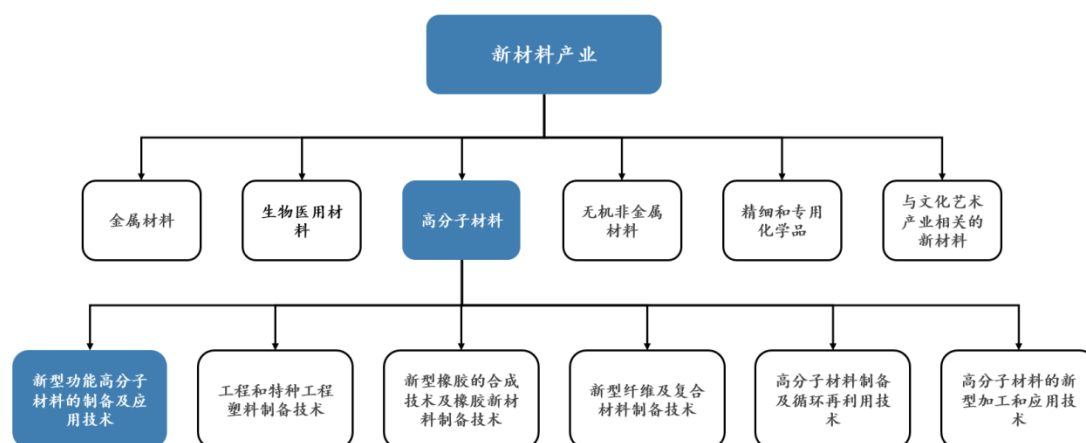 新材料产业
金属材料
生物医用材
料
高分子材料
无机非金属
材料
精细和专用
化学品
与文化艺术
产业相关的
新材料
新型功能高分子
材料的制备及应
用技术
工程和特种工程
塑料制备技术
新型橡胶的合成
技术及橡胶新材
料制备技术
新型纤维及复合
材料制备技术
高分子材料制备
及循环再利用技
术
高分子材料的新
型加工和应用技
术